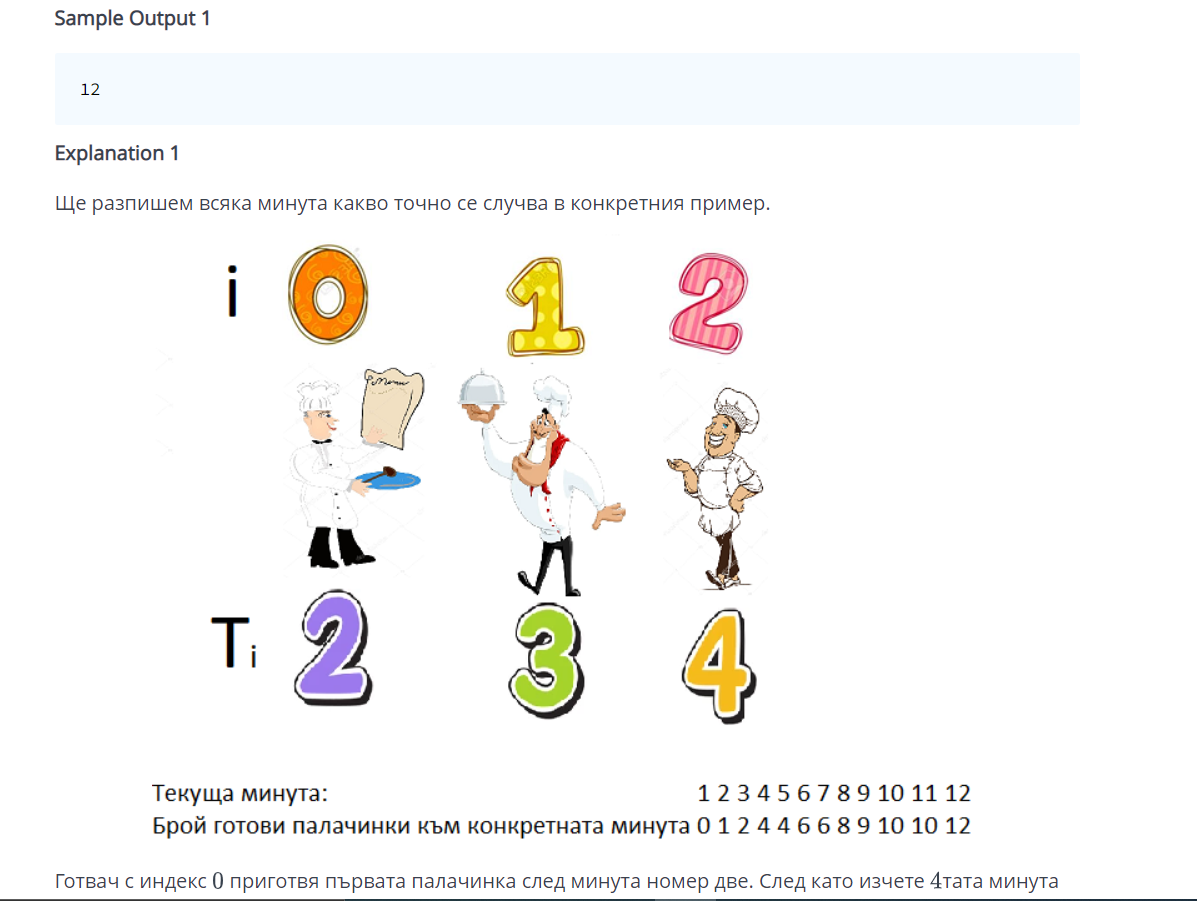 Sample Output 1
12
Explanation 1
Ще разпишем всяка минута какво точно се случва в конкретния пример.
i 0 1 2
Menu
Ti 2 3 4
Текуща минута: 1 2 3 4 5 6 7 8 9 10 11 12
Брой готови палачинки към конкретната минута 0 1 2 4 4 6 6 8 9 10 10 12
Готвач с индекс 0 приготвя първата палачинка след минута номер две. След като изчете 4тата минута